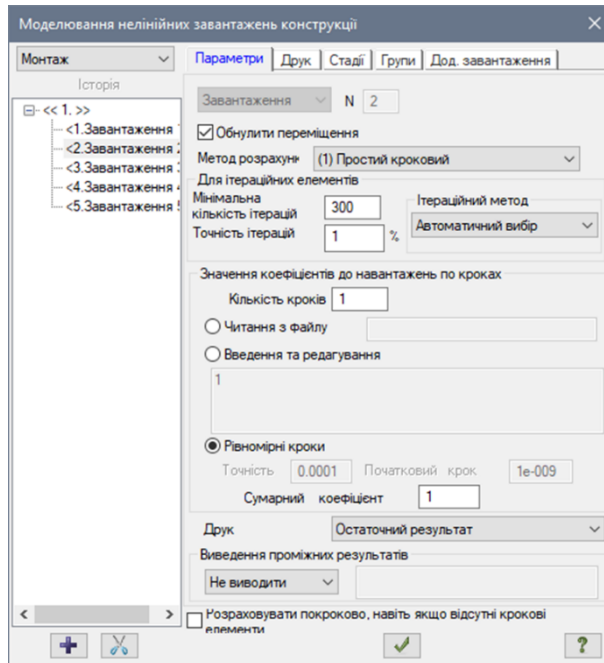 Моделювання нелінійних завантажень конструкції
Монтаж
Історія
<< 1. >>
<1.Завантаження
<2.Завантаження
<3.Завантаження
<4.Завантаження
<5.Завантаження
Параметри Друк Стадії Групи Дод. завантаження
Завантаження N 2
Обнулити переміщення
Метод розрахунк (1) Простий кроковий
Для ітераційних елементів
Мінімальна
кількість ітерацій 300
Точність ітерацій 1 %
Ітераційний метод
Автоматичний вибір
Значення коефіцієнтів до навантажень по кроках
Кількість кроків 1
Читання з файлу
Введення та редагування
1
Рівномірні кроки
Точність 0.0001 Початковий крок 1e-009
Сумарний коефіцієнт 1
Друк Остаточний результат
Виведення проміжних результатів
Не виводити
Розраховувати покроково, навіть якщо відсутні крокові
елементи
?